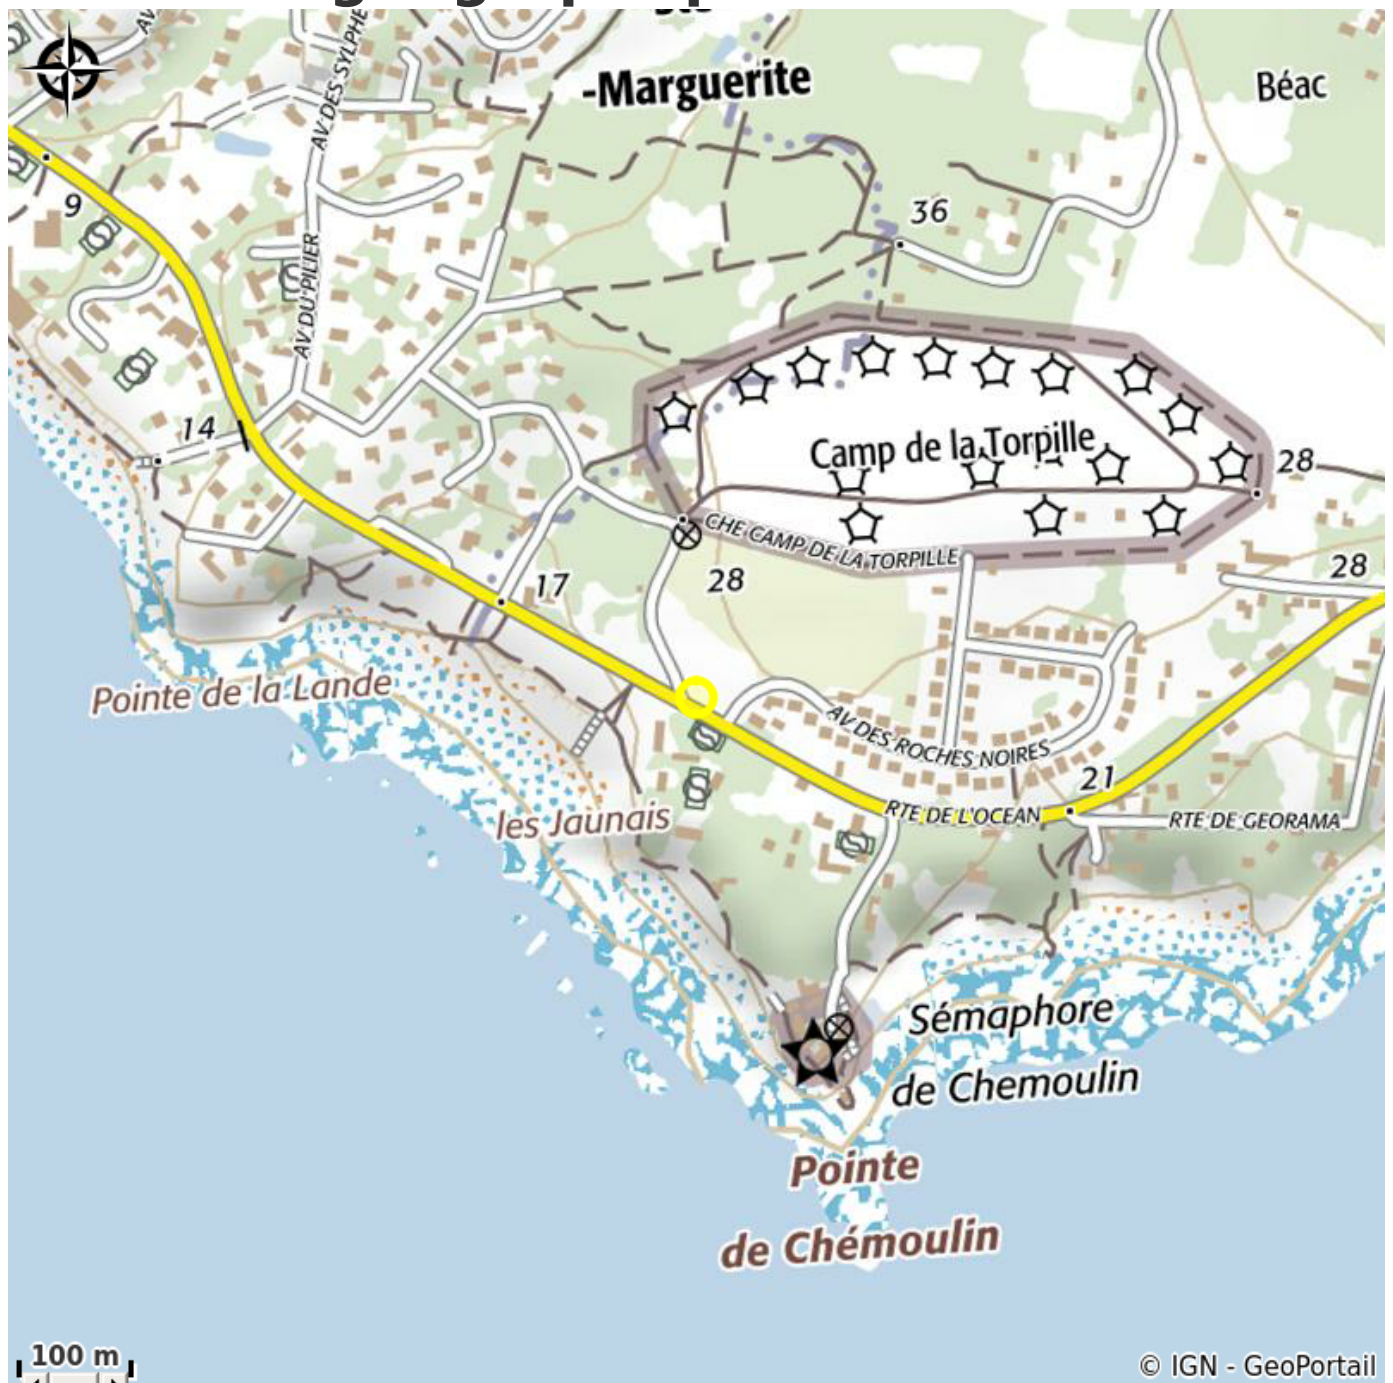 AV DES SYLPHE
-Marguerite
Béac
9
36
AV DU PILIER
14
Camp de la Torpille
28
CHE CAMP DE LA TORPILLE
28
17
28
Pointe de la Lande
AV DES ROCHES NOIRES
21
les Jaunais
RTE DE L'OCEAN
RTE DE GEORAMA
Sémaphore
de Chemoulin
Pointe
de Chémoulin
100 m
© IGN - GeoPortail